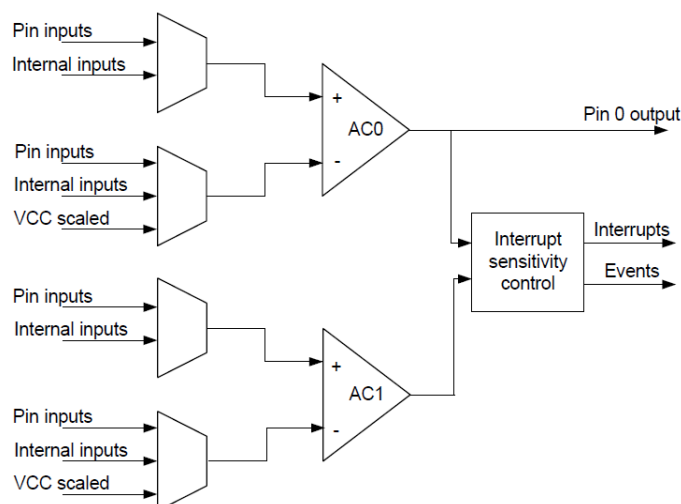 Pin inputs
Internal inputs
+
AC0
-
Pin 0 output
Pin inputs
Internal inputs
VCC scaled
Interrupt
sensitivity
control
Interrupts
Events
Pin inputs
Internal inputs
+
AC1
-
Pin inputs
Internal inputs
VCC scaled